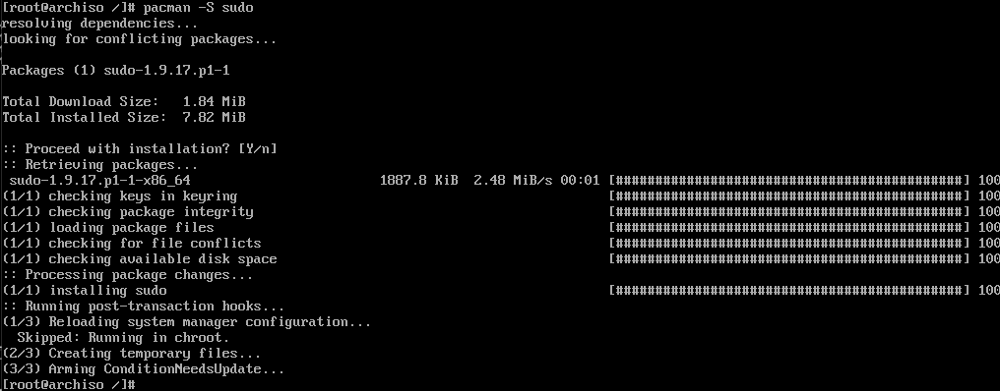 [root@archiso /]# pacman -S sudo
resolving dependencies...
looking for conflicting packages...
Packages (1) sudo-1.9.17.p1-1
Total Download Size:   1.84 MiB
Total Installed Size:  7.82 MiB
:: Proceed with installation? [Y/n]
:: Retrieving packages...
 sudo-1.9.17.p1-1-x86_64                        1887.8 KiB  2.48 MiB/s 00:01 [############################################] 100
(1/1) checking keys in keyring                                               [############################################] 100
(1/1) checking package integrity                                             [############################################] 100
(1/1) loading package files                                                  [############################################] 100
(1/1) checking for file conflicts                                            [############################################] 100
(1/1) checking available disk space                                          [############################################] 100
:: Processing package changes...
(1/1) installing sudo                                                        [############################################] 100
:: Running post-transaction hooks...
(1/3) Reloading system manager configuration...
  Skipped: Running in chroot.
(2/3) Creating temporary files...
(3/3) Arming ConditionNeedsUpdate...
[root@archiso /]#